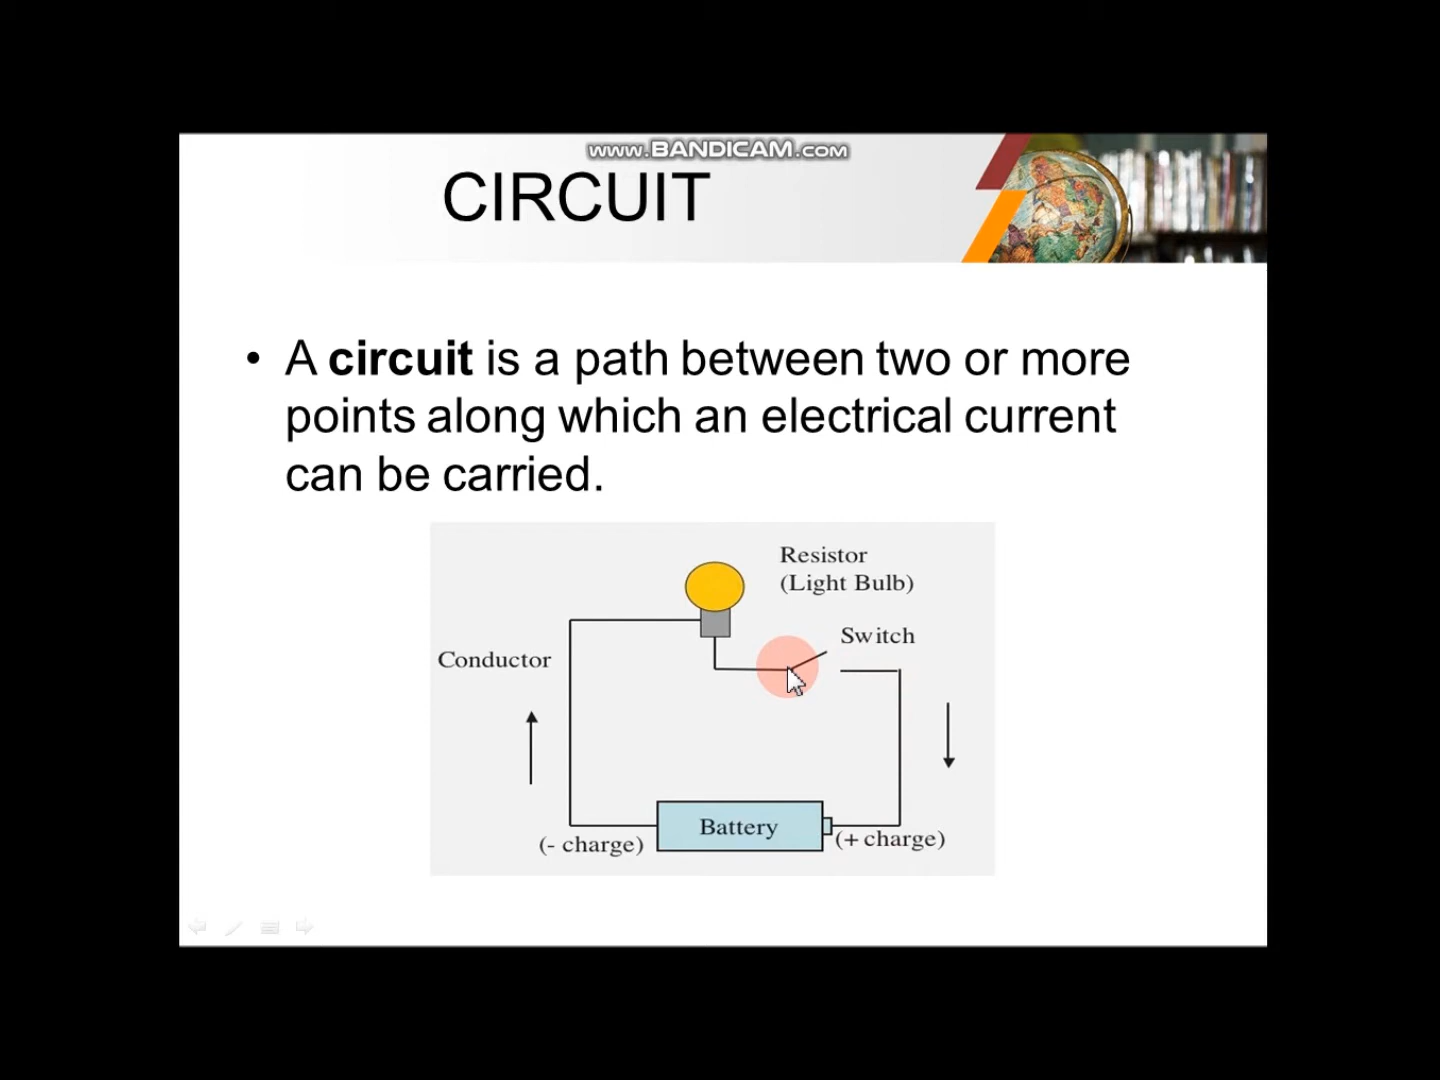 www.BANDICAM.com
CIRCUIT
• A circuit is a path between two or more
points along which an electrical current
can be carried.
Resistor
(Light Bulb)
Switch
Conductor
Battery
(- charge)
(+ charge)